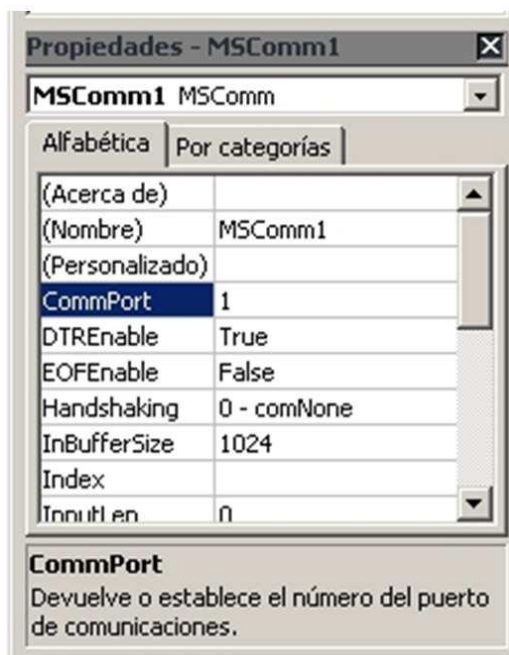 Propiedades - MSComm1
MSComm1 MSComm
Alfabética Por categorías
(Acerca de)
(Nombre) MSComm1
(Personalizado)
CommPort 1
DTREnable True
EOFEnable False
Handshaking 0 - comNone
InBufferSize 1024
Index
InputLen 0
CommPort
Devuelve o establece el número del puerto
de comunicaciones.